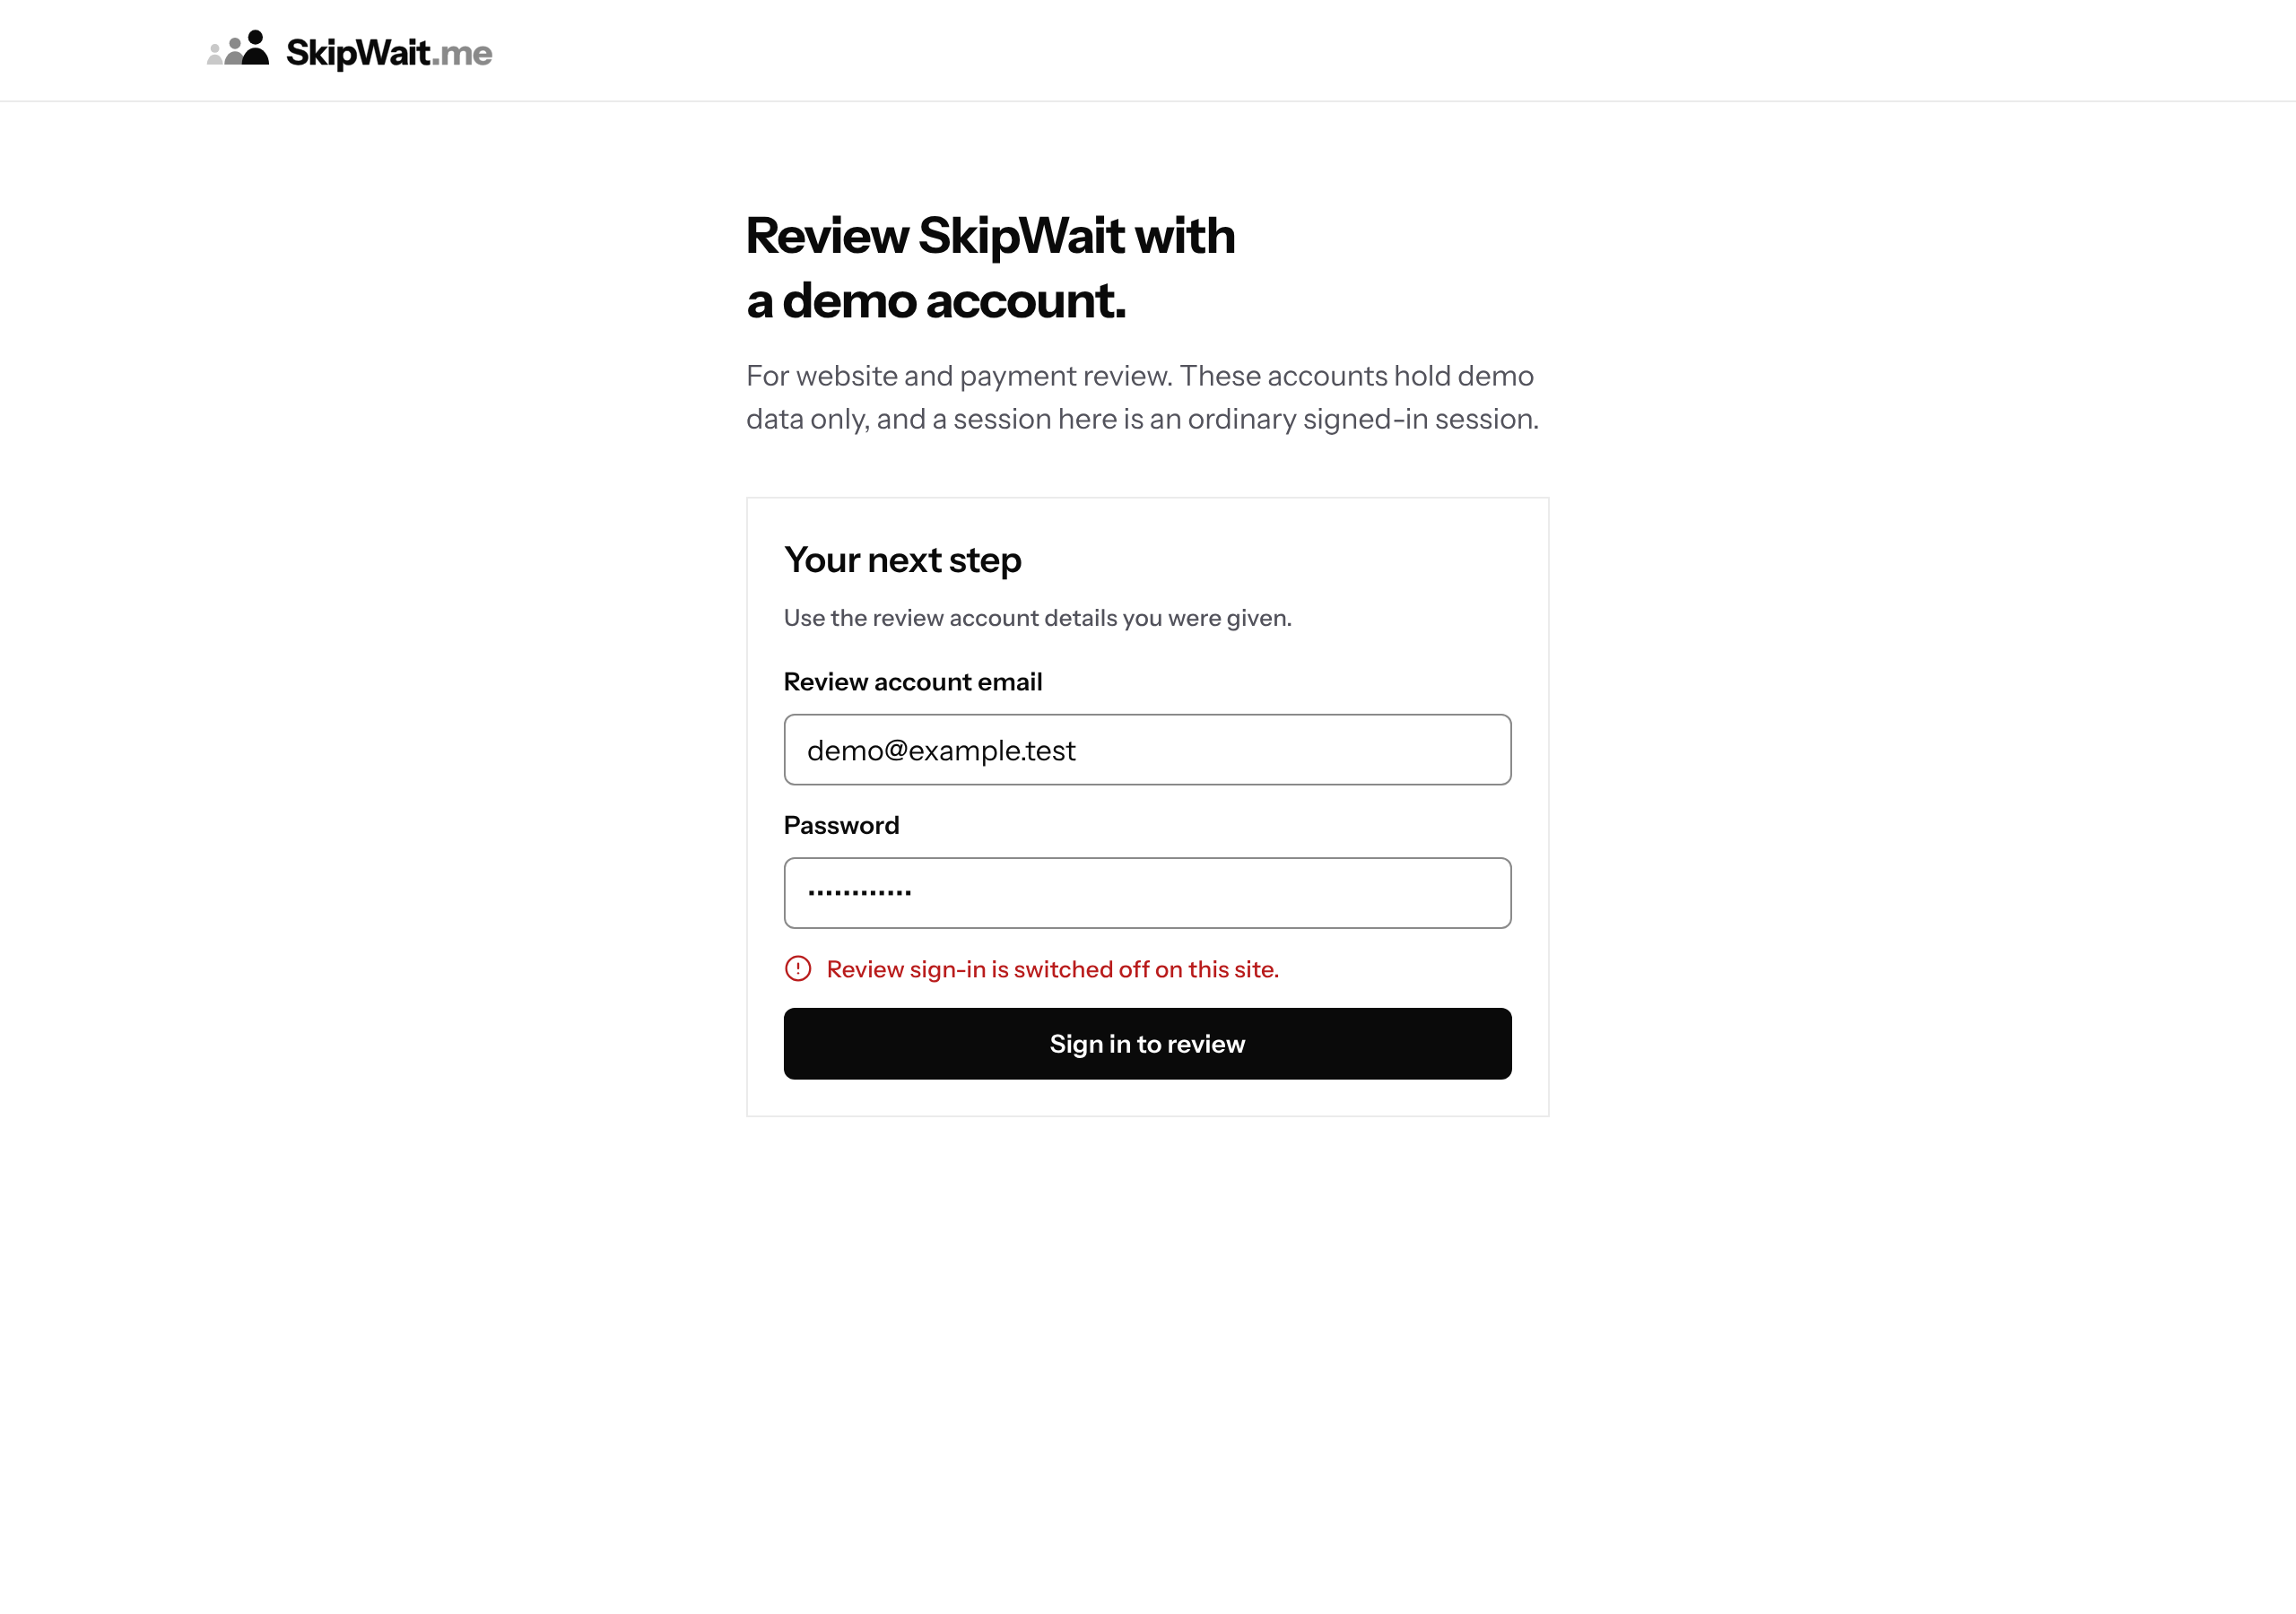 SkipWait.me
Review SkipWait with
a demo account.
For website and payment review. These accounts hold demo
data only, and a session here is an ordinary signed-in session.
Your next step
Use the review account details you were given.
Review account email
demo@example.test
Password
••••••••••••
Review sign-in is switched off on this site.
Sign in to review